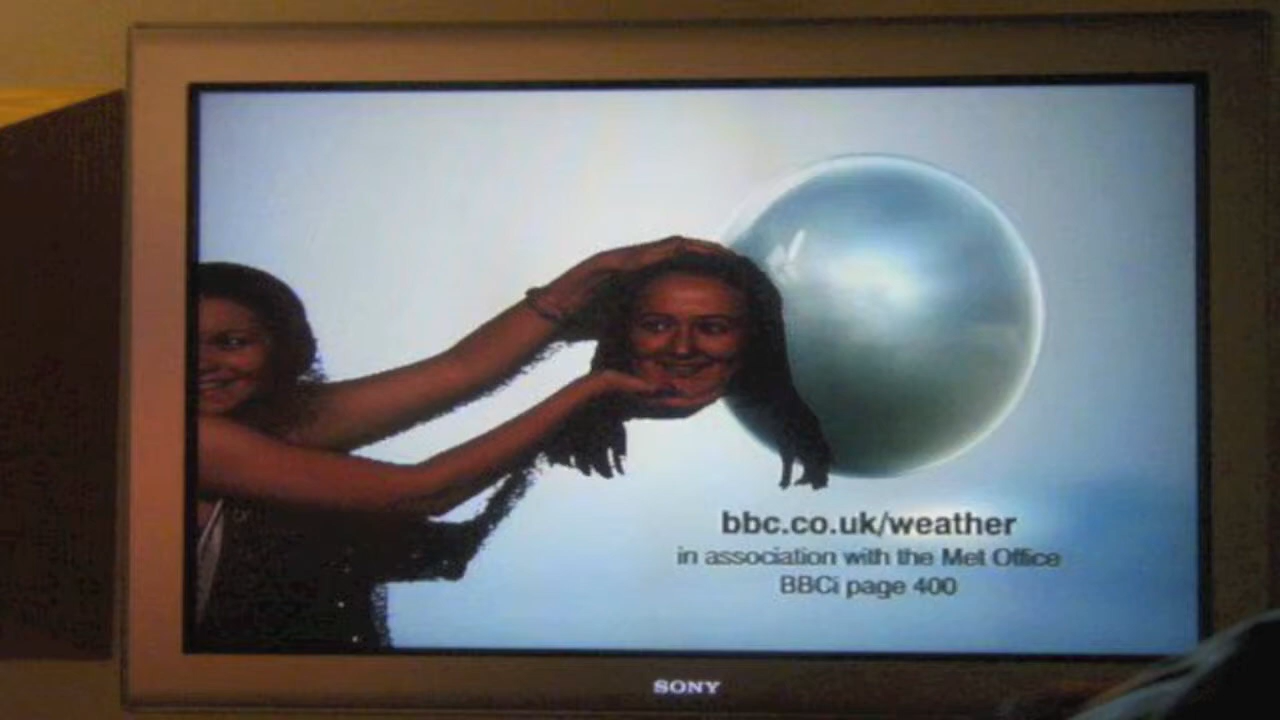 bbc.co.uk/weather
in association with the Met Office
BBCi page 400
SONY